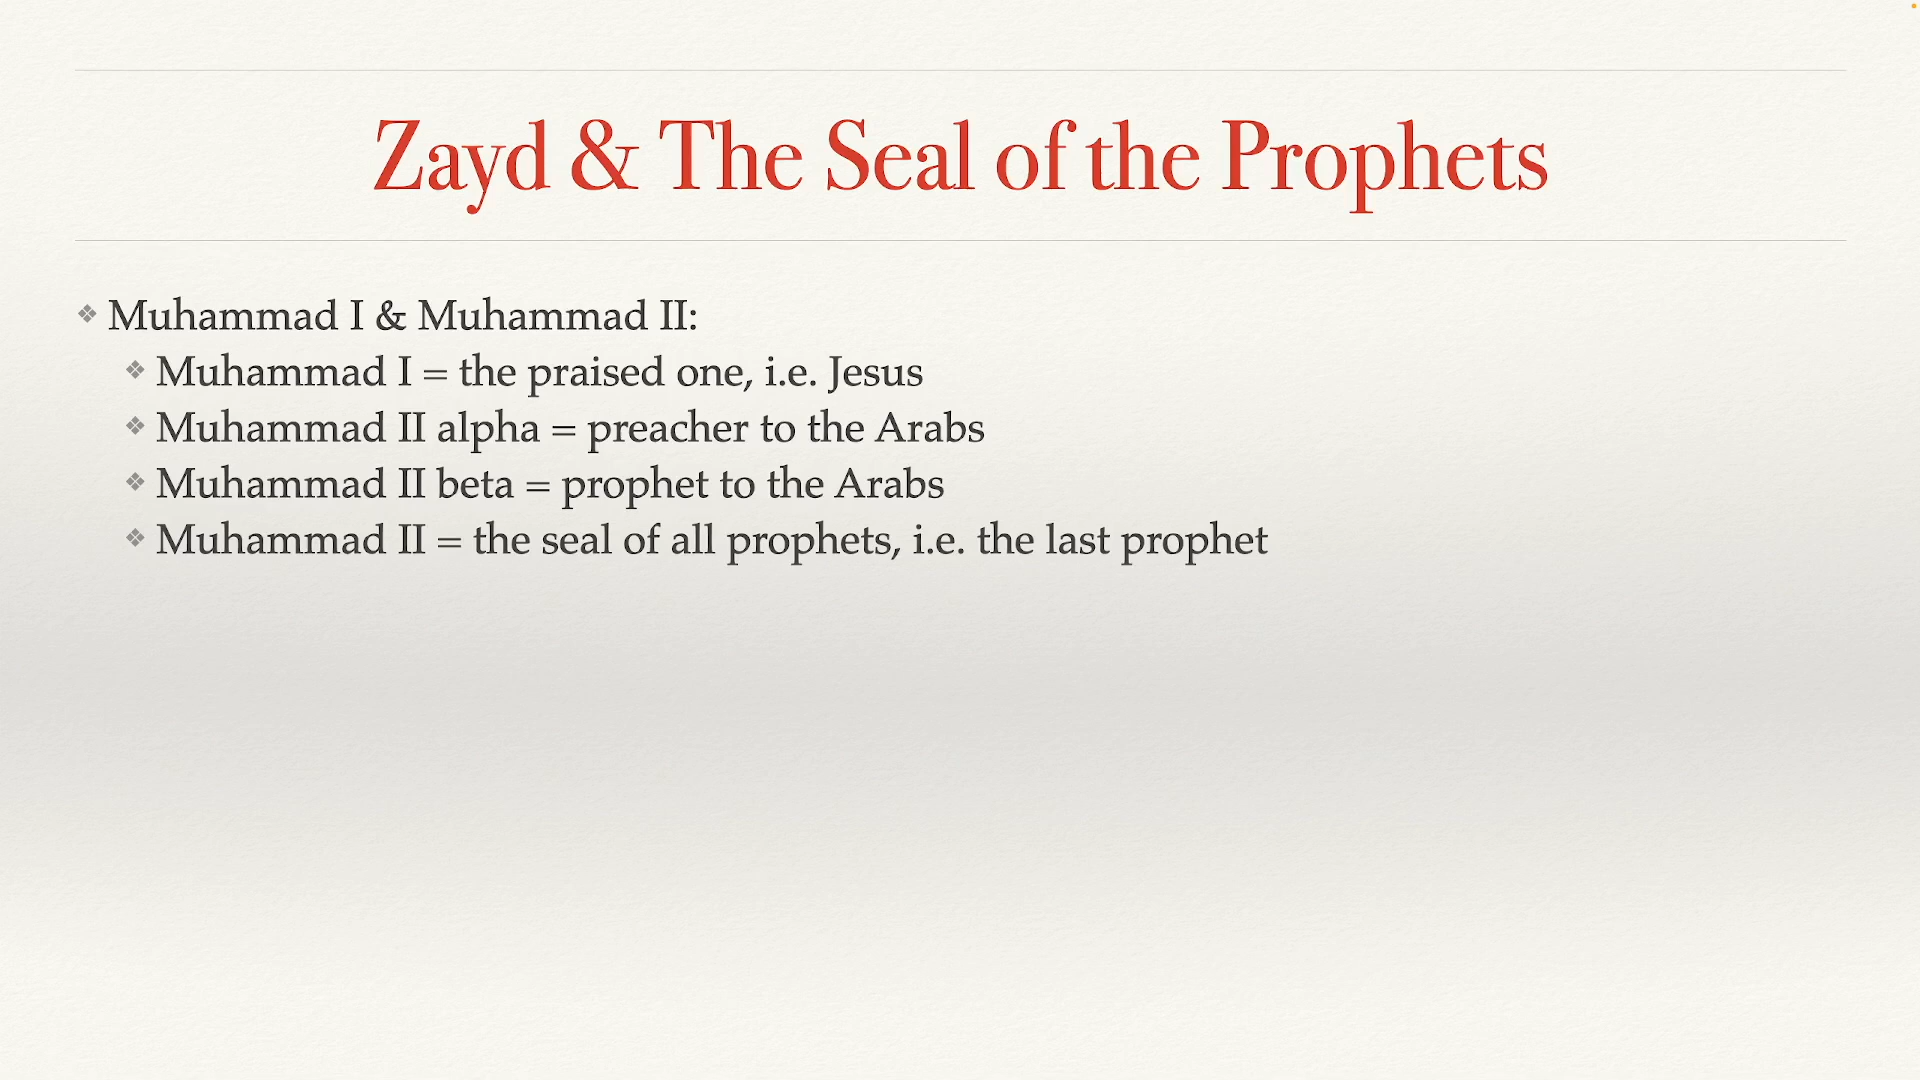 Zayd & The Seal of the Prophets
Muhammad I & Muhammad II:
Muhammad I = the praised one, i.e. Jesus
Muhammad II alpha = preacher to the Arabs
Muhammad II beta = prophet to the Arabs
Muhammad II = the seal of all prophets, i.e. the last prophet